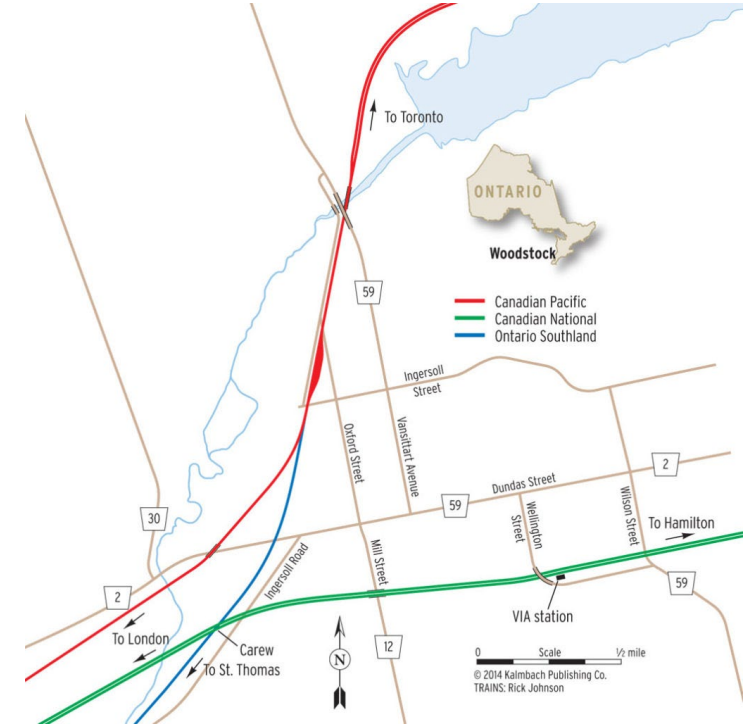 To Toronto
ONTARIO
Woodstock
59
Canadian Pacific
Canadian National
Ontario Southland
Ingersoll
Street
Oxford Street
Vansittart Avenue
2
Dundas Street
59
Wellington
Street
Wilson Street
30
To Hamilton
Ingersoll Road
Mill Street
59
2
VIA station
To London
Carew
To St. Thomas
N
12
0 Scale ½ mile
© 2014 Kalmbach Publishing Co.
TRAINS: Rick Johnson